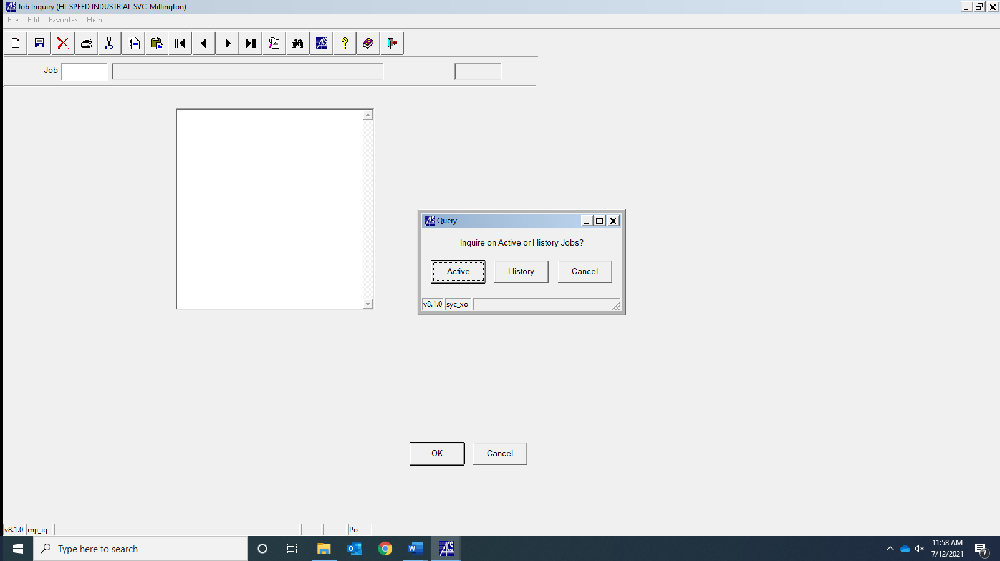 Job Inquiry (HI-SPEED INDUSTRIAL SVC-Millington)
File Edit Favorites Help
Job
Query
Inquire on Active or History Jobs?
Active History Cancel
v8.1.0 syc_xo
OK Cancel
v8.1.0 mji_iq Po
Type here to search
11:58 AM
7/12/2021
7